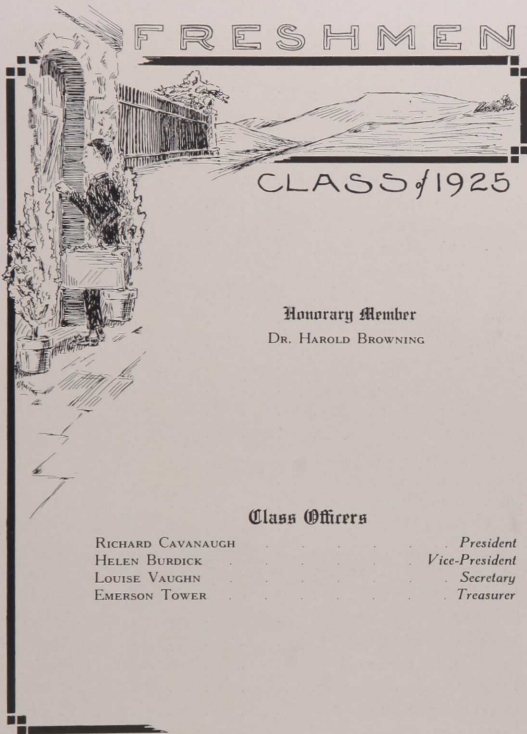 FRESHMEN
CLASS of 1925
Honorary Member
DR. HAROLD BROWNING
Class Officers
RICHARD CAVANAUGH . . . . . . President
HELEN BURDICK . . . . . Vice-President
LOUISE VAUGHN . . . . . . Secretary
EMERSON TOWER . . . . . . Treasurer